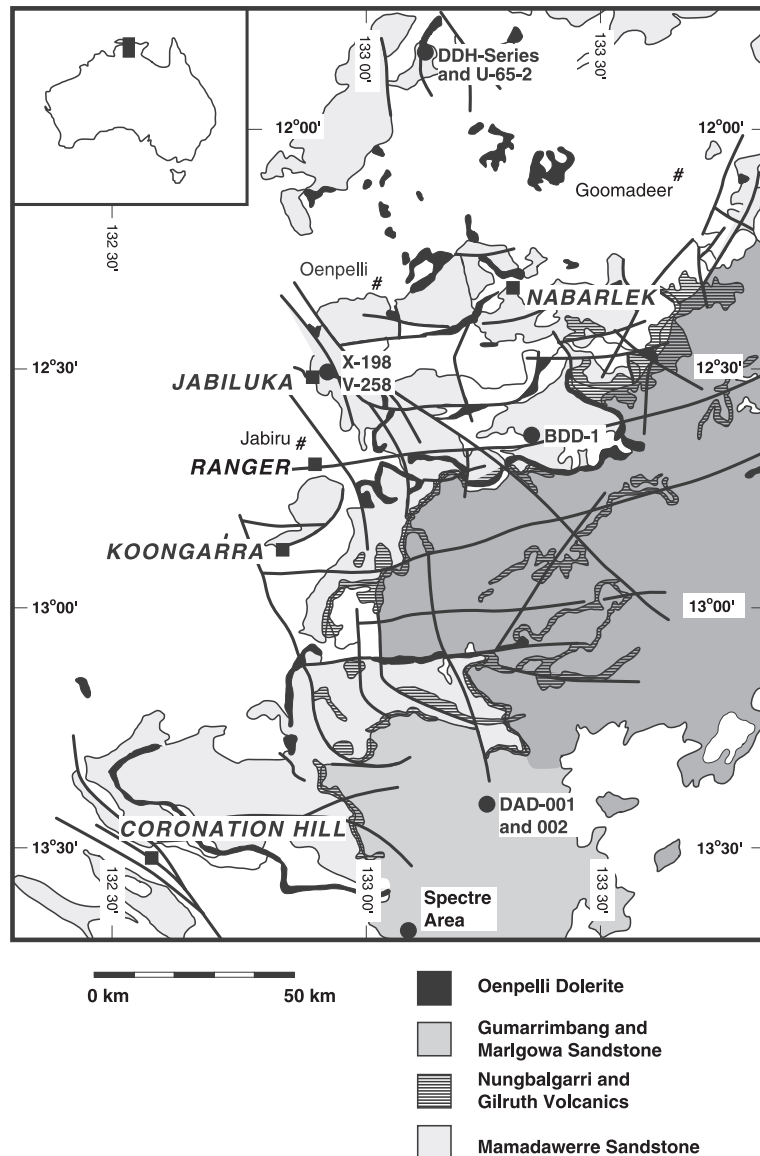 133 00'
133 30'
DDH-Series
and U-65-2
12°00'
12°00'
Goomadeer #
132 30'
Oenpelli
#
NABARLEK
X-198
V-258
12°30'
12°30'
JABILUKA
BDD-1
Jabiru #
RANGER
KOONGARRA
13°00'
13°00'
DAD-001
and 002
CORONATION HILL
13°30'
13°30'
132 30'
133 00'
133 30'
Spectre
Area
0 km
50 km
Oenpelli Dolerite
Gumarrimbang and
Marlgowa Sandstone
Nungbalgarri and
Gilruth Volcanics
Mamadawerre Sandstone